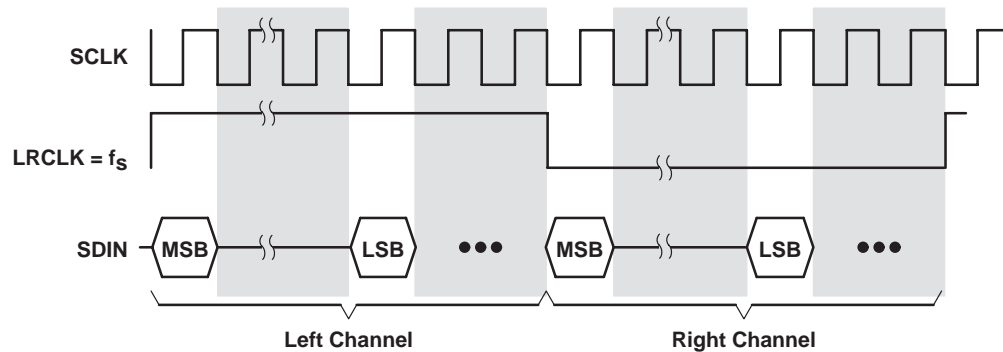 SCLK
LRCLK = fS
SDIN
MSB
LSB
MSB
LSB
Left Channel
Right Channel